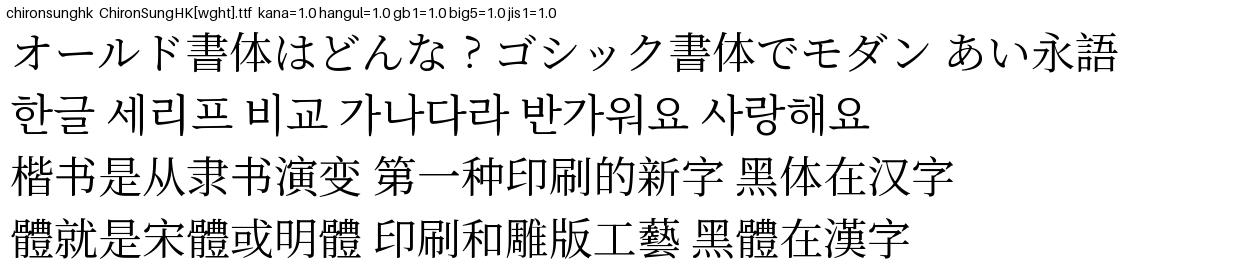 chironsunghk ChironSungHK[wght].ttf kana=1.0 hangul=1.0 gb1=1.0 big5=1.0 jis1=1.0
オールド書体はどんな？ゴシック書体でモダン あい永語
한글 세리프 비교 가나다라 반가워요 사랑해요
楷书是从隶书演变 第一种印刷的新字 黑体在汉字
體就是宋體或明體 印刷和雕版工藝 黑體在漢字